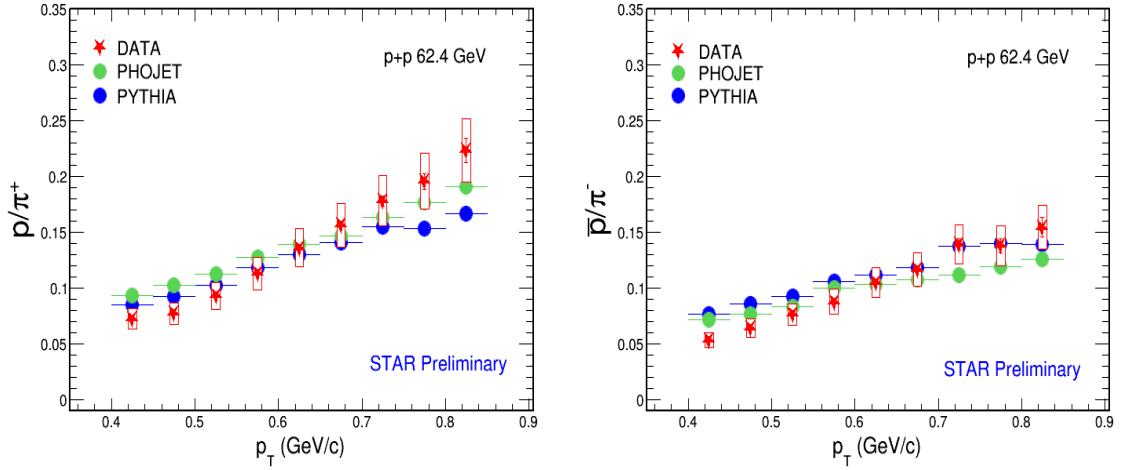 0.35
0.3
0.25
0.2
0.15
0.1
0.05
0
p/π⁺
DATA
PHOJET
PYTHIA
p+p 62.4 GeV
STAR Preliminary
0.4 0.5 0.6 0.7 0.8 0.9
p_T (GeV/c)
0.35
0.3
0.25
0.2
0.15
0.1
0.05
0
p̅/π⁻
DATA
PHOJET
PYTHIA
p+p 62.4 GeV
STAR Preliminary
0.4 0.5 0.6 0.7 0.8 0.9
p_T (GeV/c)